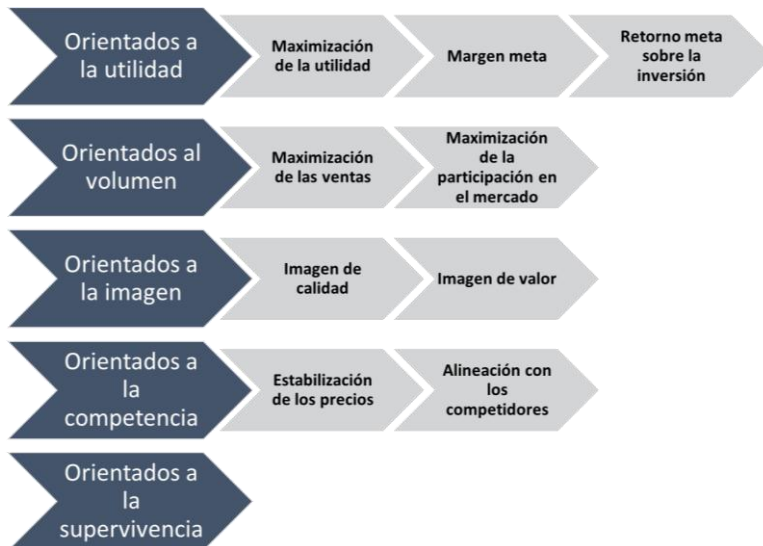 Orientados a
la utilidad
Maximización
de la utilidad
Margen meta
Retorno meta
sobre la
inversión
Orientados al
volumen
Maximización
de las ventas
Maximización
de la
participación en
el mercado
Orientados a
la imagen
Imagen de
calidad
Imagen de valor
Orientados a
la
competencia
Estabilización
de los precios
Alineación con
los
competidores
Orientados a
la
supervivencia